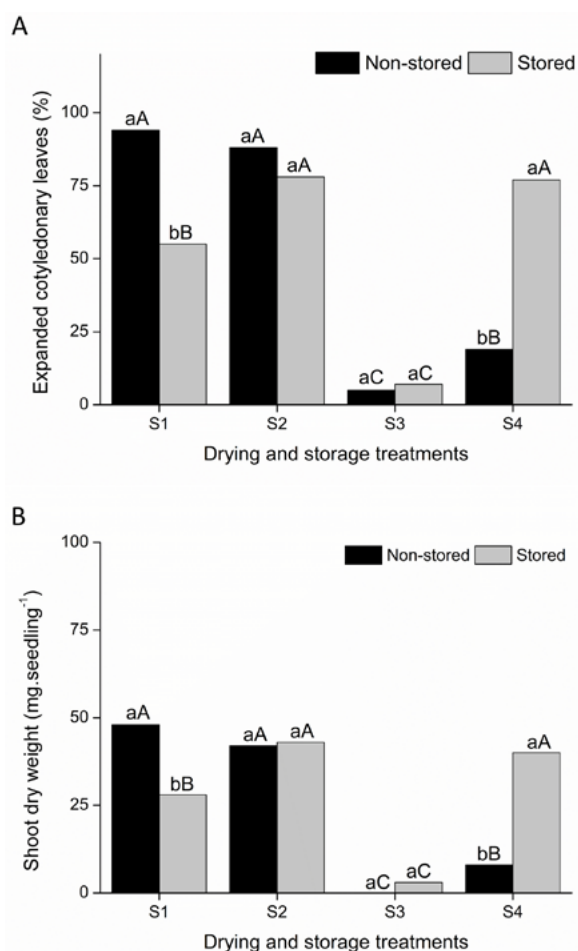 A
Non-stored Stored
Expanded cotyledonary leaves (%)
100
75
50
25
0
aA
bB
aA
aA
aC
aC
bB
aA
S1 S2 S3 S4
Drying and storage treatments
B
Non-stored Stored
Shoot dry weight (mg.seedling⁻¹)
100
75
50
25
0
aA
bB
aA
aA
aC
aC
bB
aA
S1 S2 S3 S4
Drying and storage treatments